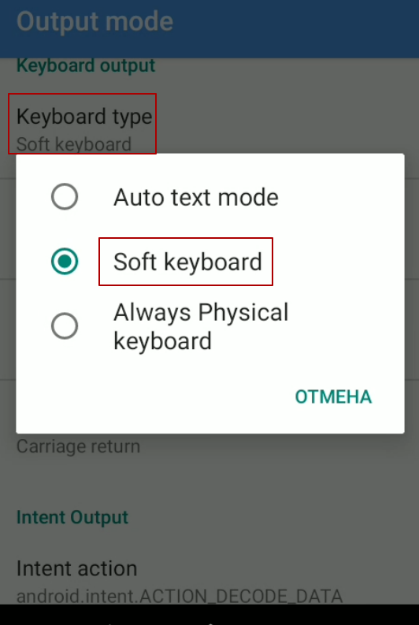 Output mode
Keyboard output
Keyboard type
Soft keyboard
Auto text mode
Soft keyboard
Always Physical
keyboard
ОТМЕНА
Carriage return
Intent Output
Intent action
android.intent.ACTION_DECODE_DATA